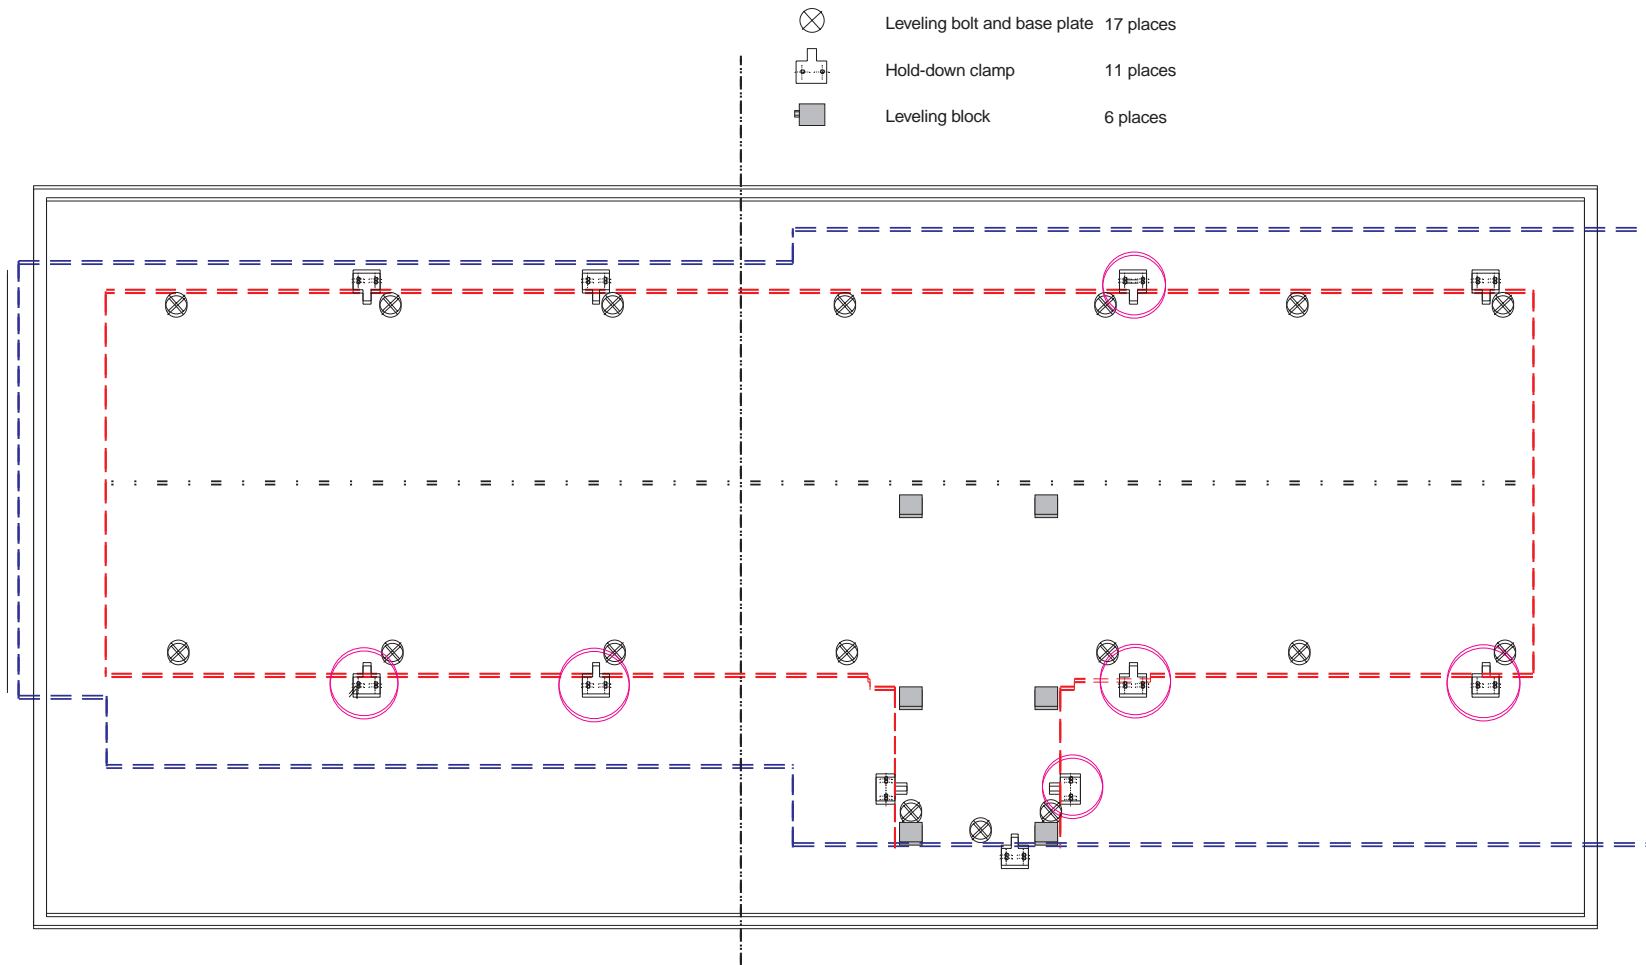 Leveling bolt and base plate 17 places
Hold-down clamp 11 places
Leveling block 6 places